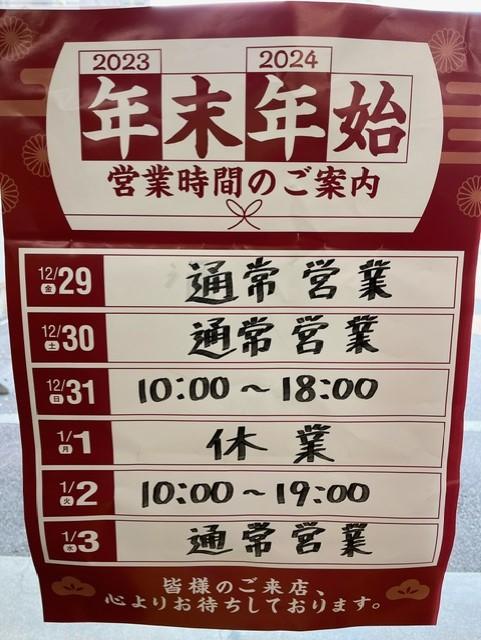 2023 2024
年末年始
営業時間のご案内
12/29 金 通常営業
12/30 土 通常営業
12/31 日 10:00〜18:00
1/1 月 休業
1/2 火 10:00〜19:00
1/3 水 通常営業
皆様のご来店、
心よりお待ちしております。